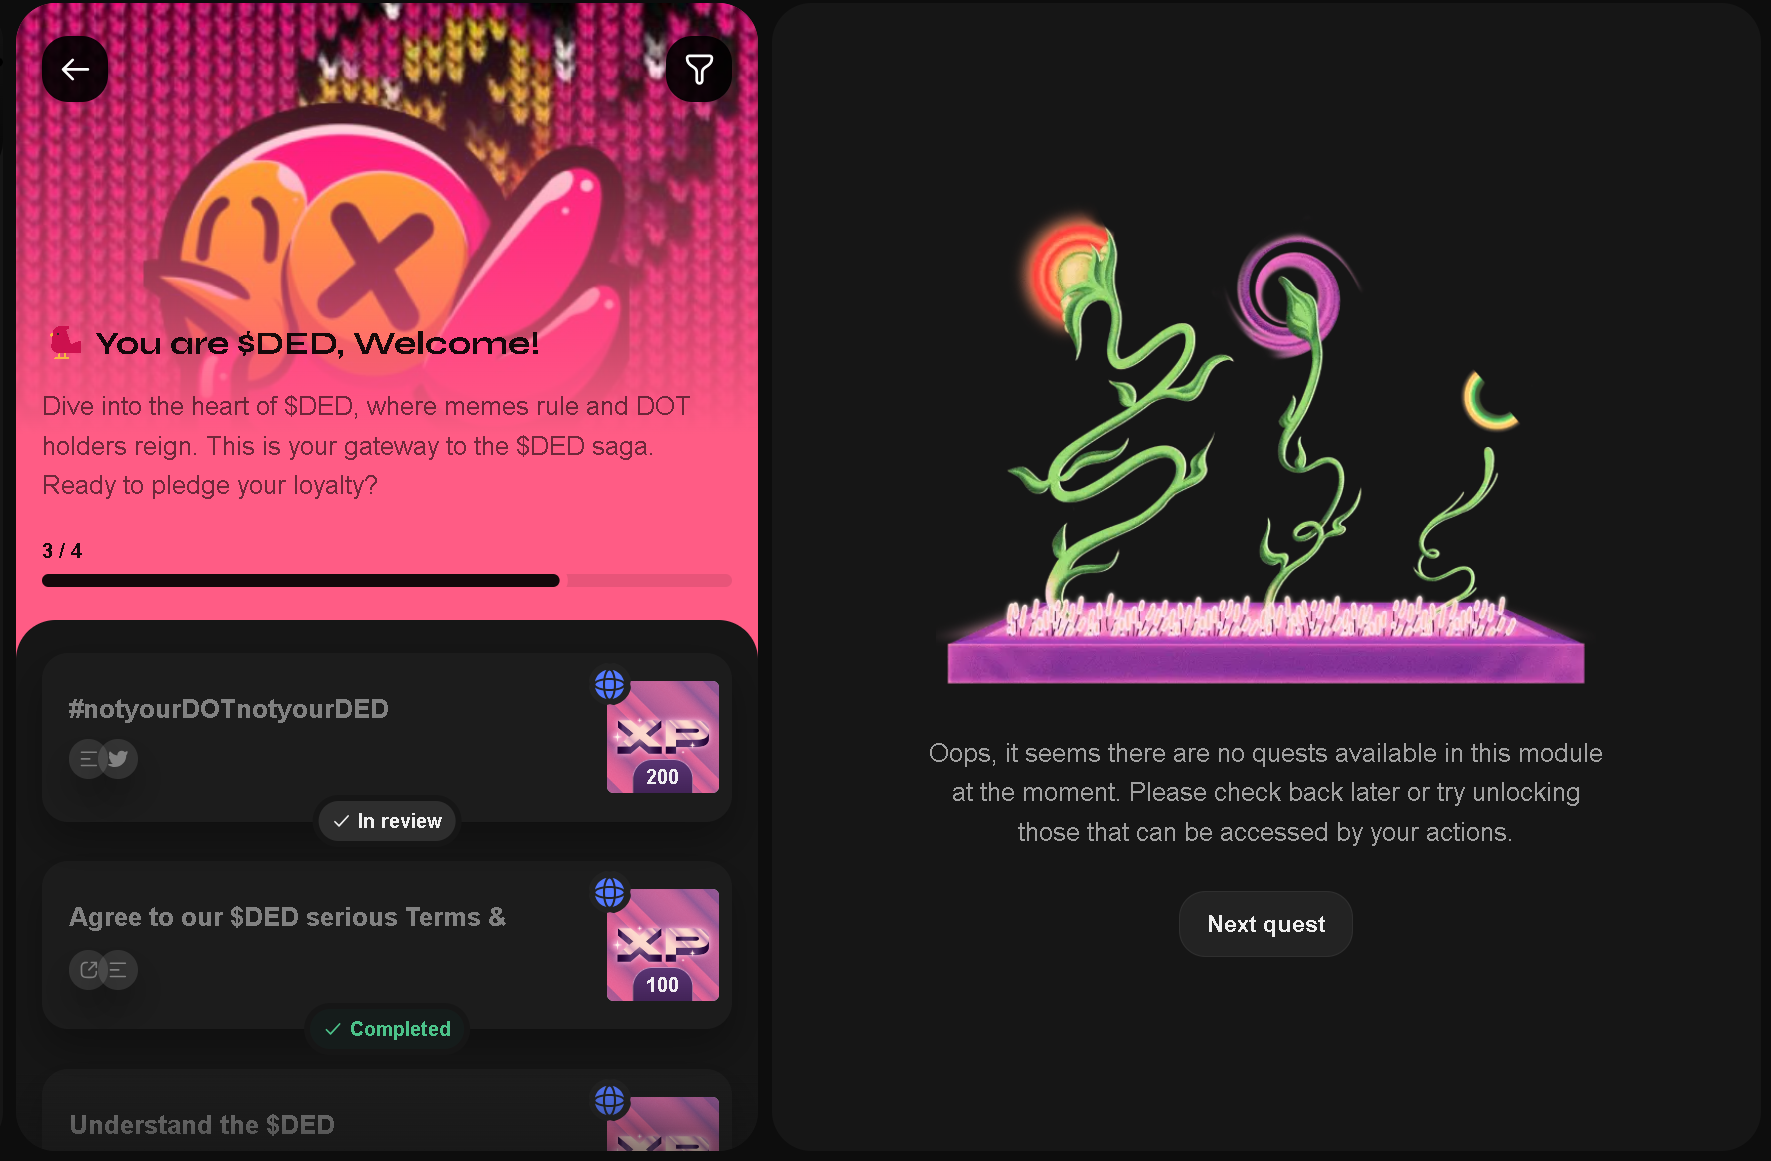 You are $DED, Welcome!
Dive into the heart of $DED, where memes rule and DOT
holders reign. This is your gateway to the $DED saga.
Ready to pledge your loyalty?
3 / 4
#notyourDOTnotyourDED
XP
200
In review
Agree to our $DED serious Terms &
XP
100
Completed
Understand the $DED
XP
Oops, it seems there are no quests available in this module
at the moment. Please check back later or try unlocking
those that can be accessed by your actions.
Next quest